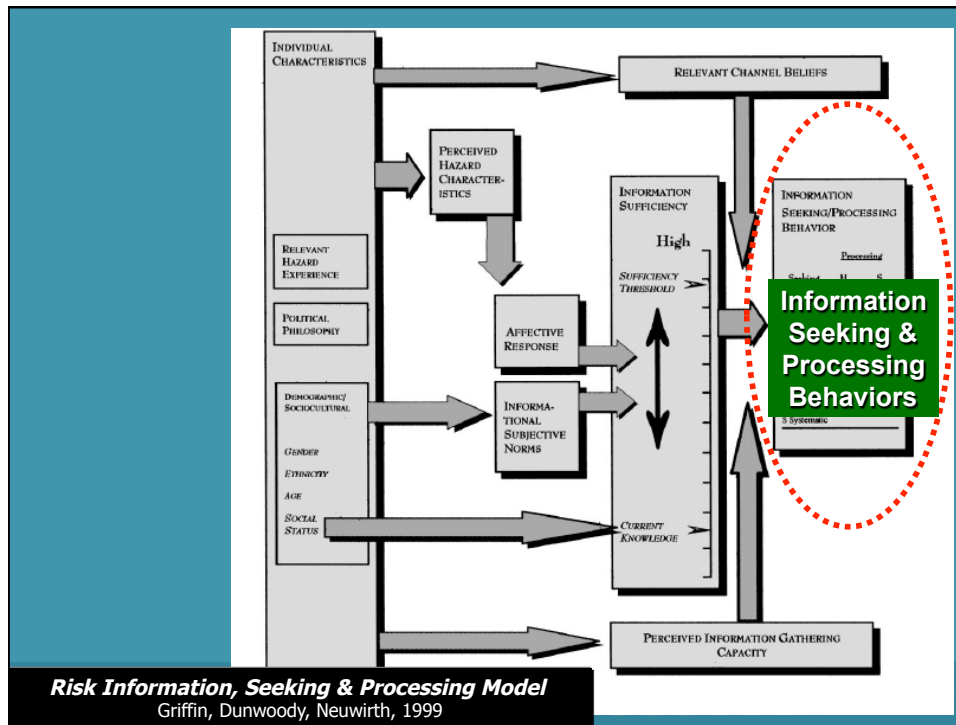 INDIVIDUAL
CHARACTERISTICS
RELEVANT
HAZARD
EXPERIENCE
POLITICAL
PHILOSOPHY
DEMOGRAPHIC/
SOCIOCULTURAL
GENDER
ETHNICITY
AGE
SOCIAL
STATUS
PERCEIVED
HAZARD
CHARACTER-
ISTICS
AFFECTIVE
RESPONSE
INFORMA-
TIONAL
SUBJECTIVE
NORMS
RELEVANT CHANNEL BELIEFS
INFORMATION
SUFFICIENCY
High
SUFFICIENCY
THRESHOLD
CURRENT
KNOWLEDGE
INFORMATION
SEEKING/PROCESSING
BEHAVIOR
Processing
Seeking H S
Information
Seeking &
Processing
Behaviors
S Systematic
PERCEIVED INFORMATION GATHERING
CAPACITY
Risk Information, Seeking & Processing Model
Griffin, Dunwoody, Neuwirth, 1999